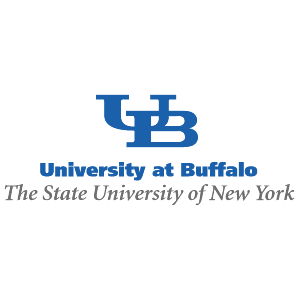 UB
University at Buffalo
The State University of New York